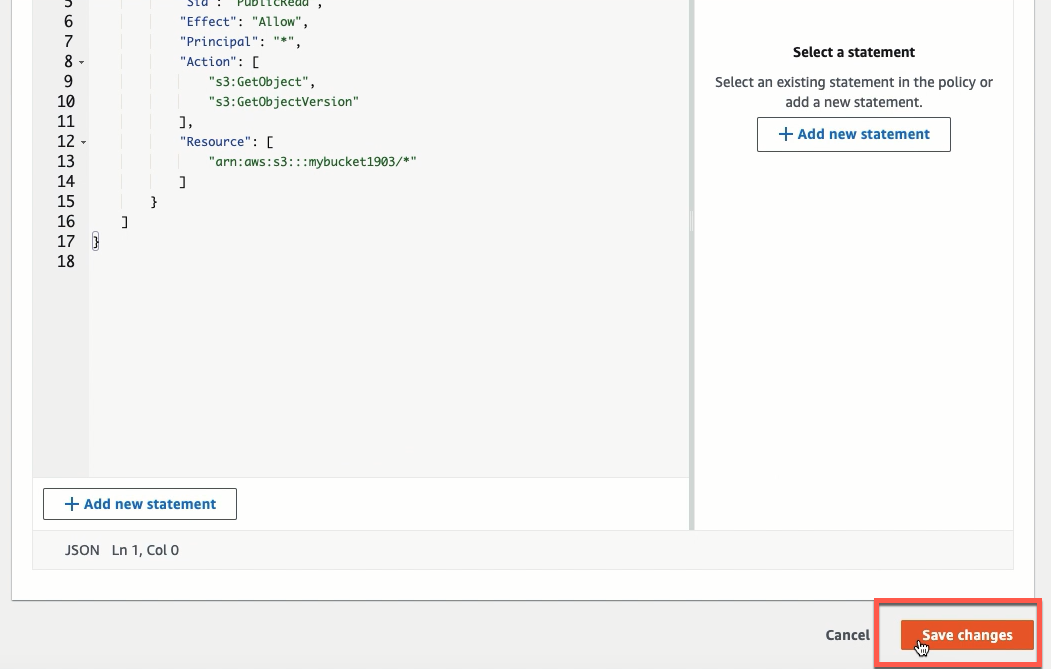 5 "Sid": "PublicRead",
6 "Effect": "Allow",
7 "Principal": "*",
8 "Action": [
9 "s3:GetObject",
10 "s3:GetObjectVersion"
11 ],
12 "Resource": [
13 "arn:aws:s3:::mybucket1903/*"
14 ]
15 }
16 ]
17 }
18
+ Add new statement
JSON Ln 1, Col 0
Select a statement
Select an existing statement in the policy or
add a new statement.
+ Add new statement
Cancel
Save changes